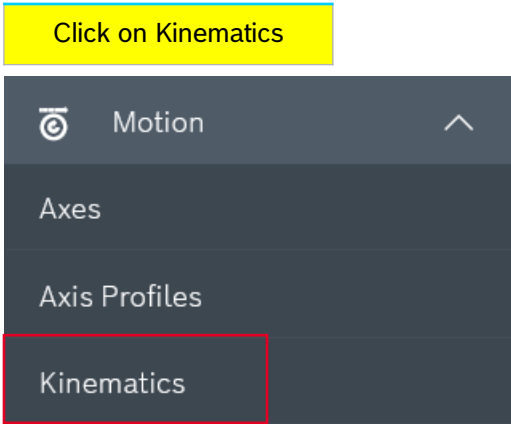 Click on Kinematics
Motion
Axes
Axis Profiles
Kinematics